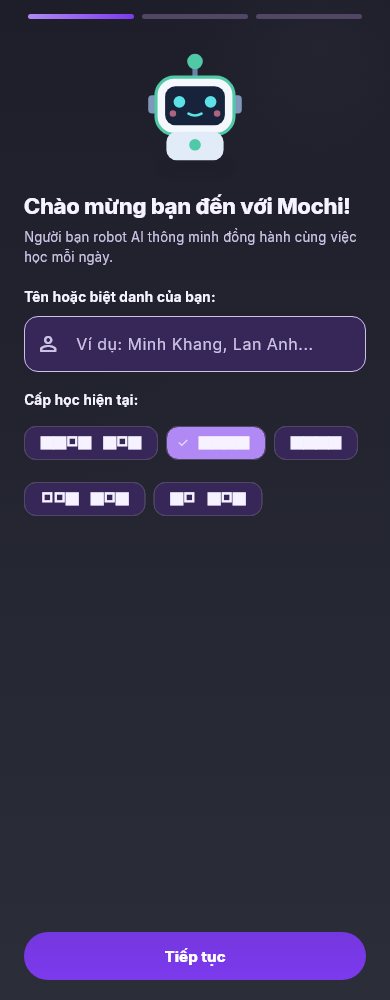 Chào mừng bạn đến với Mochi!
Người bạn robot AI thông minh đồng hành cùng việc
học mỗi ngày.
Tên hoặc biệt danh của bạn:
Ví dụ: Minh Khang, Lan Anh...
Cấp học hiện tại:
Tiếp tục